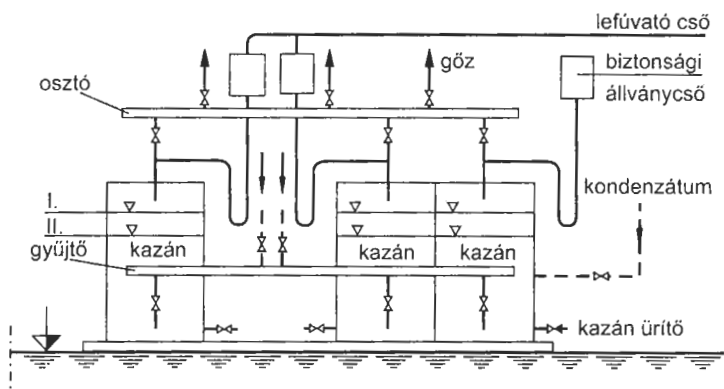 lefúvató cső
gőz
biztonsági
állványcső
osztó
kondenzátum
I.
II.
gyűjtő
kazán
kazán
kazán
kazán ürítő